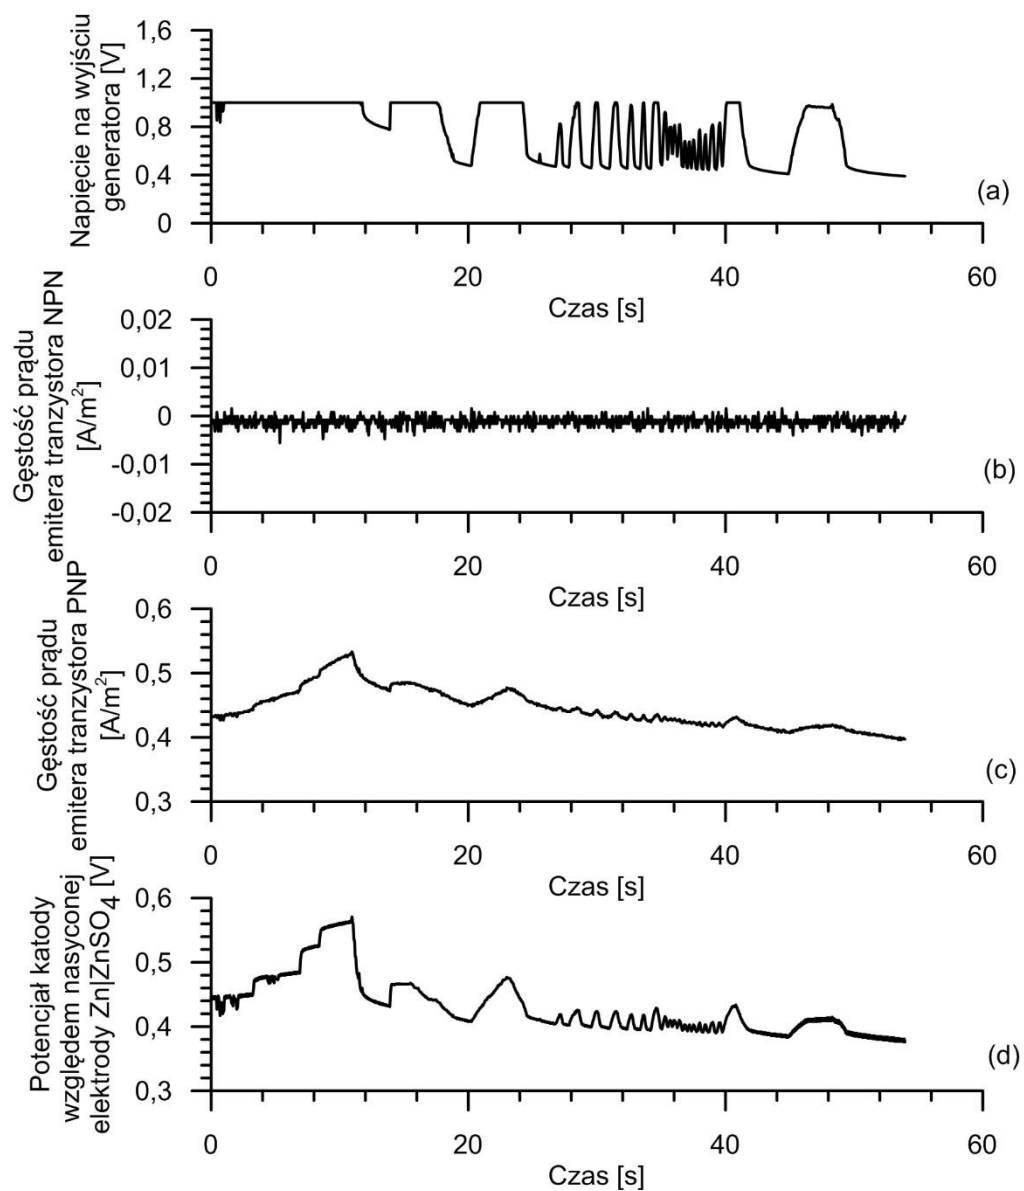 Napięcie na wyjściu
generatora [V]
1,6
1,2
0,8
0,4
0
(a)
0 20 40 60
Czas [s]
Gęstość prądu
emitera tranzystora NPN
[A/m²]
0,02
0,01
0
-0,01
-0,02
(b)
0 20 40 60
Czas [s]
Gęstość prądu
emitera tranzystora PNP
[A/m²]
0,6
0,5
0,4
0,3
(c)
0 20 40 60
Czas [s]
Potencjał katody
względem nasyconej
elektrody Zn|ZnSO₄ [V]
0,6
0,5
0,4
0,3
(d)
0 20 40 60
Czas [s]